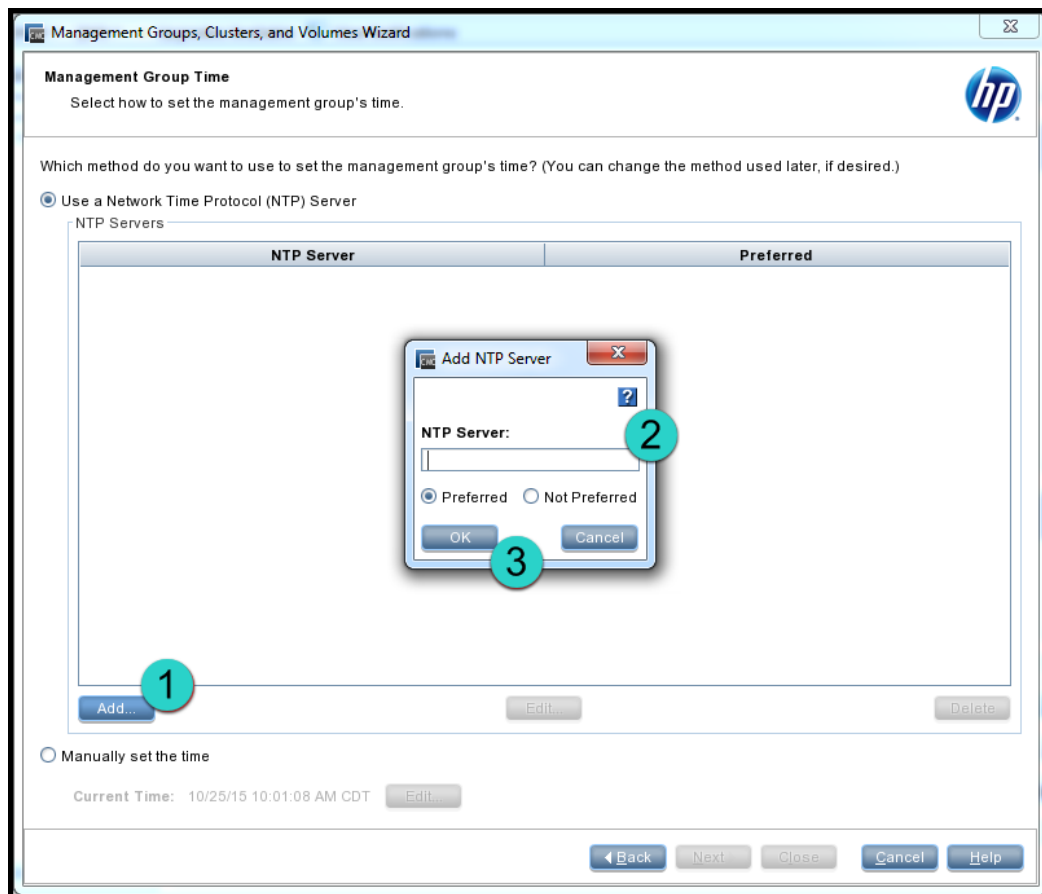 CMC Management Groups, Clusters, and Volumes Wizard
Management Group Time
Select how to set the management group's time.
hp
Which method do you want to use to set the management group's time? (You can change the method used later, if desired.)
Use a Network Time Protocol (NTP) Server
NTP Servers
NTP Server Preferred
CMC Add NTP Server
?
NTP Server:
2
Preferred Not Preferred
OK Cancel
3
1
Add... Edit... Delete
Manually set the time
Current Time: 10/25/15 10:01:08 AM CDT Edit...
Back Next Close Cancel Help